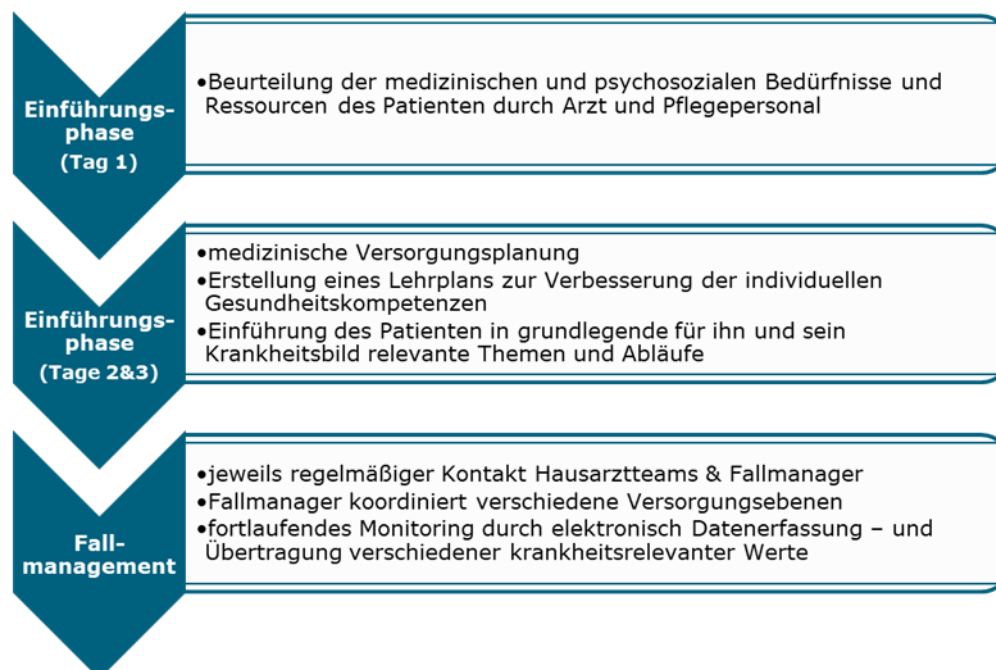 Einführungs-
phase
(Tag 1)
•Beurteilung der medizinischen und psychosozialen Bedürfnisse und
Ressourcen des Patienten durch Arzt und Pflegepersonal
Einführungs-
phase
(Tage 2&3)
•medizinische Versorgungsplanung
•Erstellung eines Lehrplans zur Verbesserung der individuellen
Gesundheitskompetenzen
•Einführung des Patienten in grundlegende für ihn und sein
Krankheitsbild relevante Themen und Abläufe
Fall-
management
•jeweils regelmäßiger Kontakt Hausarztteams & Fallmanager
•Fallmanager koordiniert verschiedene Versorgungsebenen
•fortlaufendes Monitoring durch elektronisch Datenerfassung – und
Übertragung verschiedener krankheitsrelevanter Werte